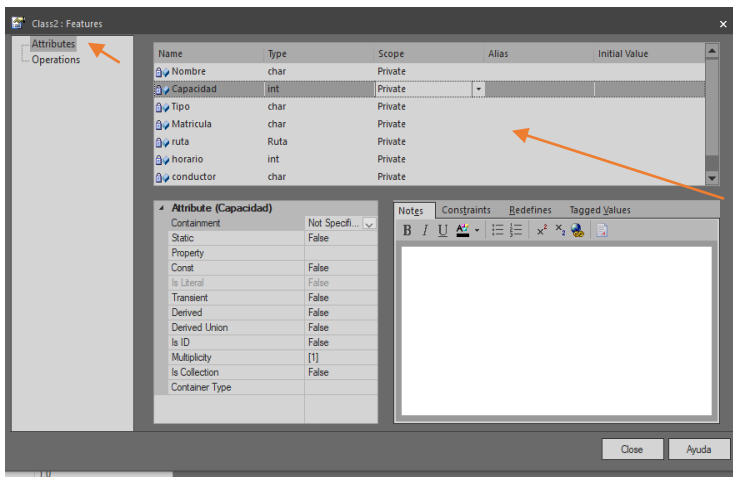 Class2 : Features
Attributes
Operations
Name Type Scope Alias Initial Value
Nombre char Private
Capacidad int Private
Tipo char Private
Matricula char Private
ruta Ruta Private
horario int Private
conductor char Private
Attribute (Capacidad)
Containment Not Specifi...
Static False
Property
Const False
Is Literal False
Transient False
Derived False
Derived Union False
Is ID False
Multiplicity [1]
Is Collection False
Container Type
Notes Constraints Redefines Tagged Values
B I U A x² x₂
Close Ayuda